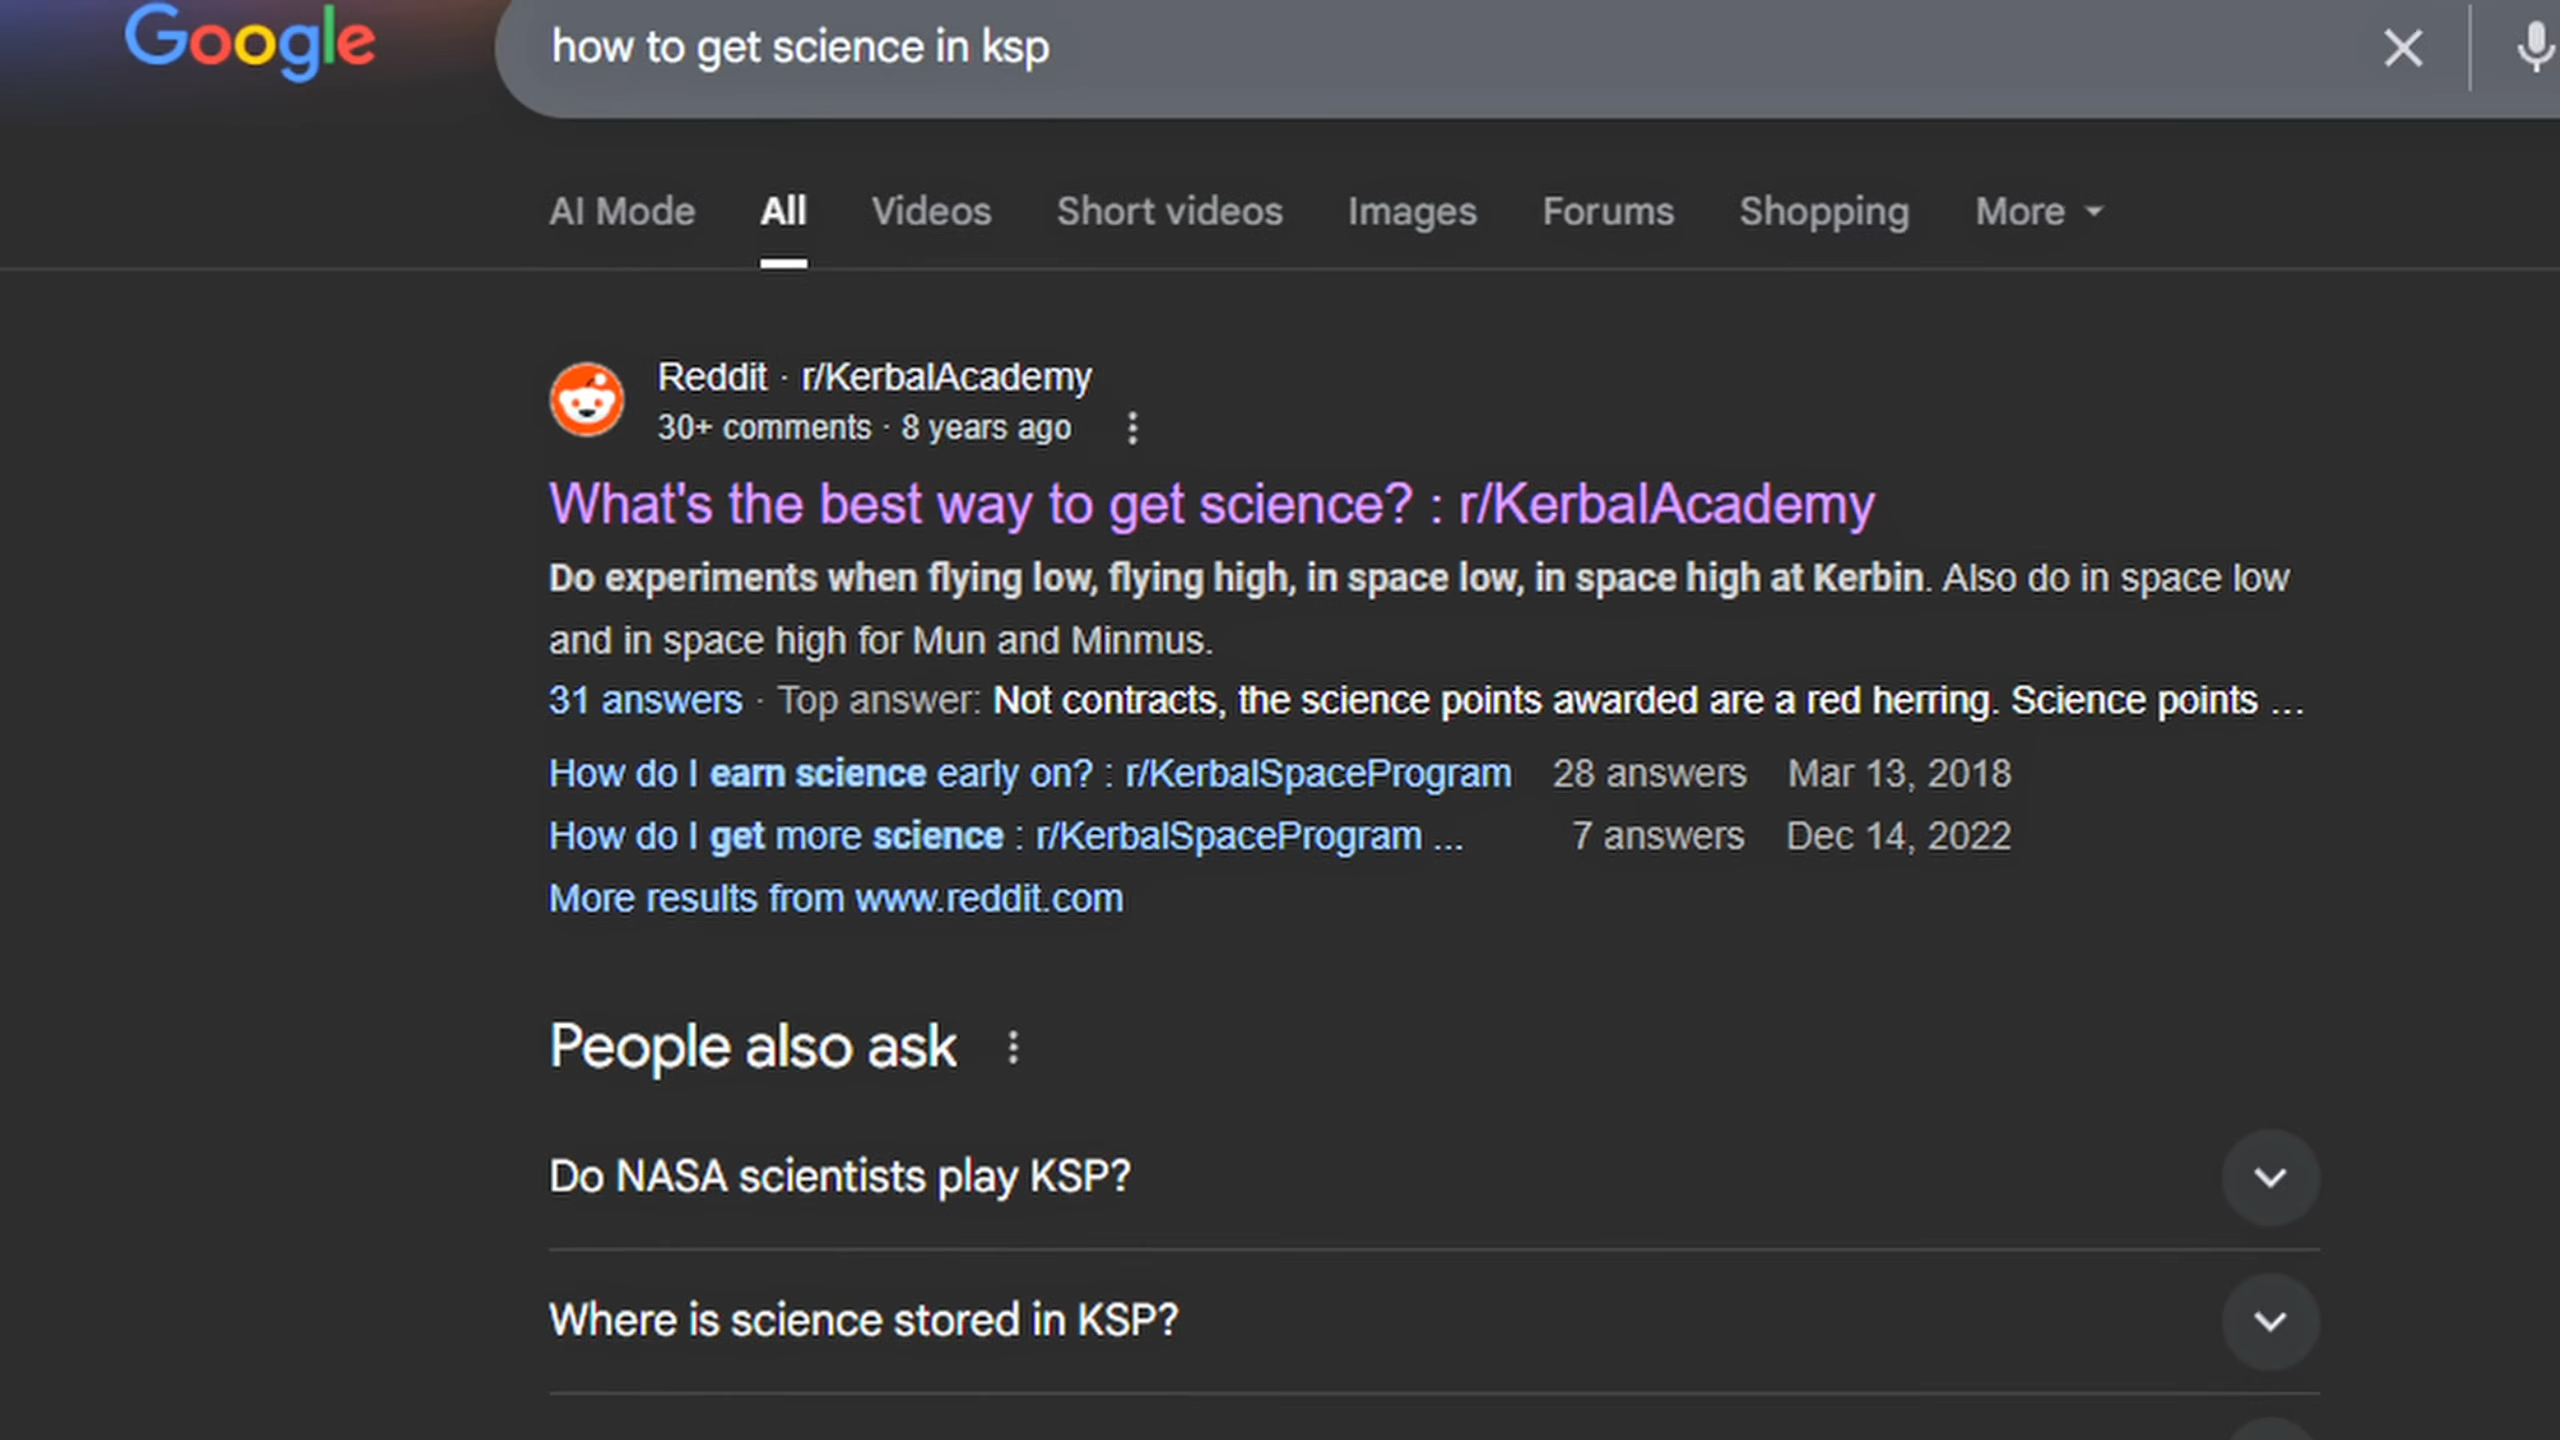 Google
how to get science in ksp
AI Mode All Videos Short videos Images Forums Shopping More
Reddit · r/KerbalAcademy
30+ comments · 8 years ago
What's the best way to get science? : r/KerbalAcademy
Do experiments when flying low, flying high, in space low, in space high at Kerbin. Also do in space low
and in space high for Mun and Minmus.
31 answers · Top answer: Not contracts, the science points awarded are a red herring. Science points ...
How do I earn science early on? : r/KerbalSpaceProgram 28 answers Mar 13, 2018
How do I get more science : r/KerbalSpaceProgram ... 7 answers Dec 14, 2022
More results from www.reddit.com
People also ask
Do NASA scientists play KSP?
Where is science stored in KSP?